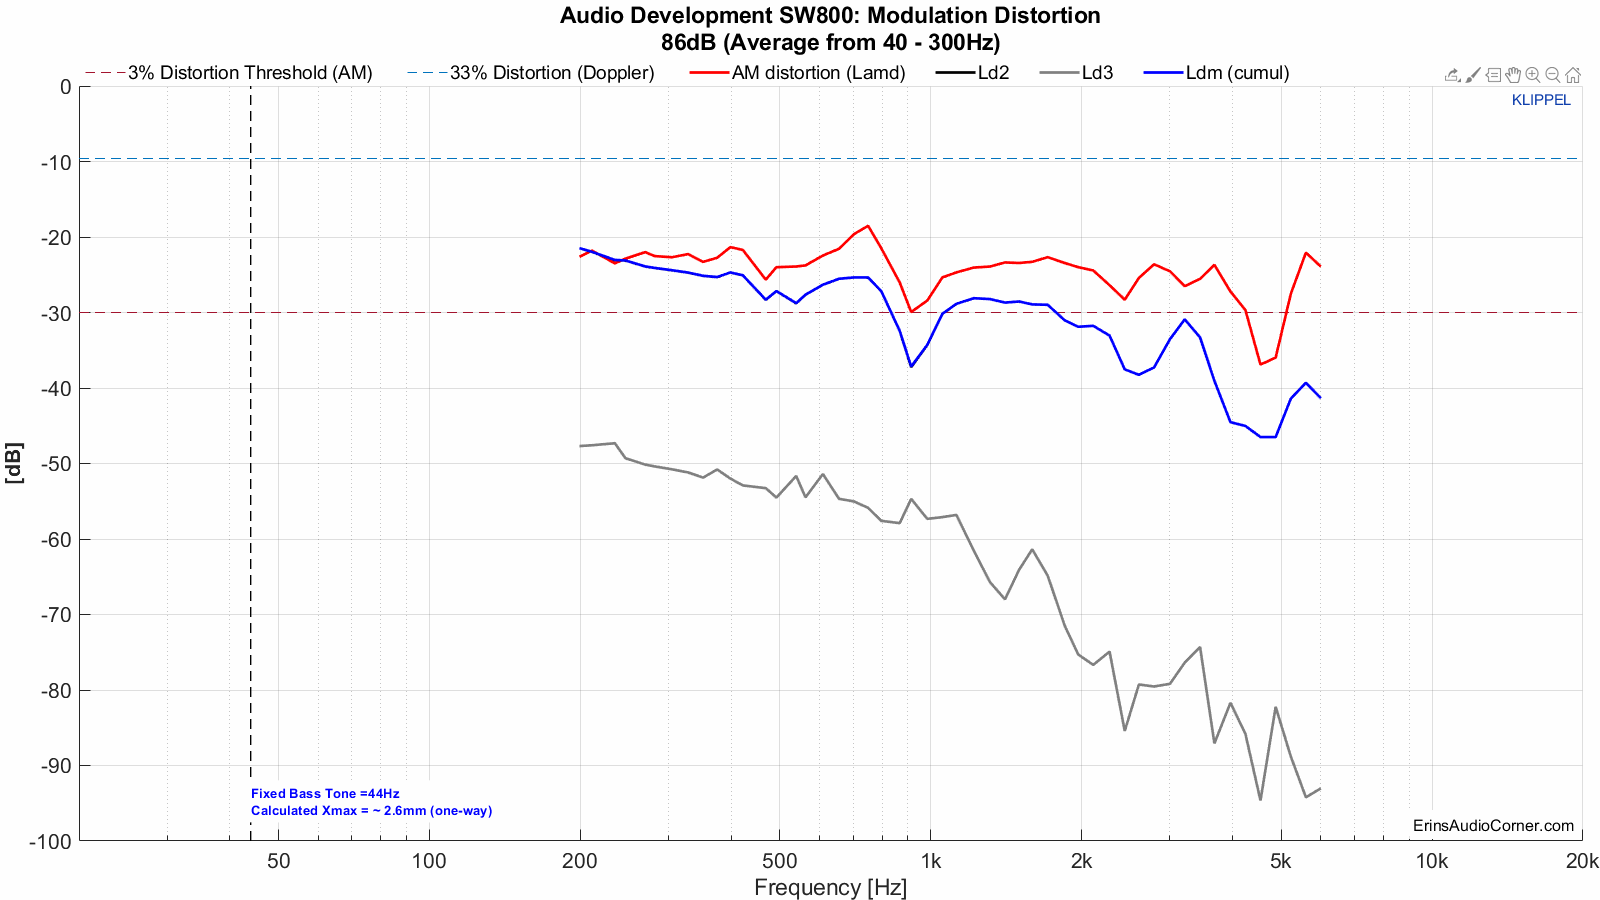 Audio Development SW800: Modulation Distortion
86dB (Average from 40 - 300Hz)
3% Distortion Threshold (AM) 33% Distortion (Doppler) AM distortion (Lamd) Ld2 Ld3 Ldm (cumul)
KLIPPEL
0
-10
-20
-30
-40
-50
-60
-70
-80
-90
-100
[dB]
Fixed Bass Tone =44Hz
Calculated Xmax = ~ 2.6mm (one-way)
ErinsAudioCorner.com
50 100 200 500 1k 2k 5k 10k 20k
Frequency [Hz]